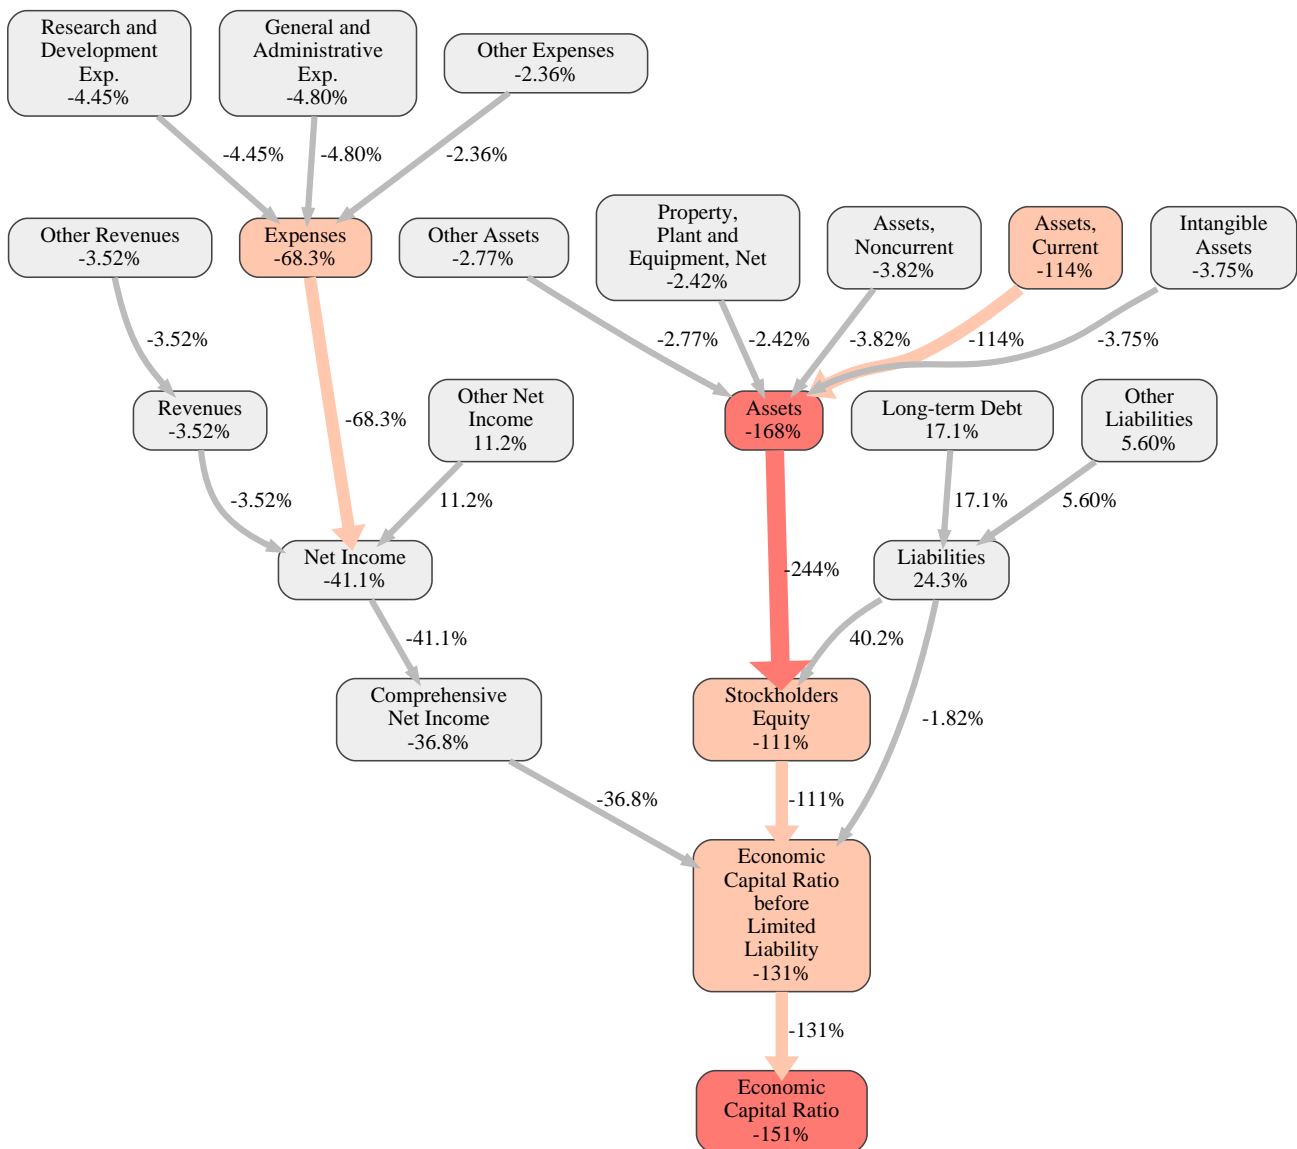 Research and
Development
Exp.
-4.45%
General and
Administrative
Exp.
-4.80%
Other Expenses
-2.36%
-4.45%
-4.80%
-2.36%
Other Revenues
-3.52%
Expenses
-68.3%
Other Assets
-2.77%
Property,
Plant and
Equipment, Net
-2.42%
Assets,
Noncurrent
-3.82%
Assets,
Current
-114%
Intangible
Assets
-3.75%
-3.52%
-2.77%
-2.42%
-3.82%
-114%
-3.75%
Revenues
-3.52%
-68.3%
Other Net
Income
11.2%
Assets
-168%
Long-term Debt
17.1%
Other
Liabilities
5.60%
-3.52%
11.2%
17.1%
5.60%
Net Income
-41.1%
-244%
Liabilities
24.3%
-41.1%
40.2%
Comprehensive
Net Income
-36.8%
Stockholders
Equity
-111%
-1.82%
-36.8%
-111%
Economic
Capital Ratio
before
Limited
Liability
-131%
-131%
Economic
Capital Ratio
-151%